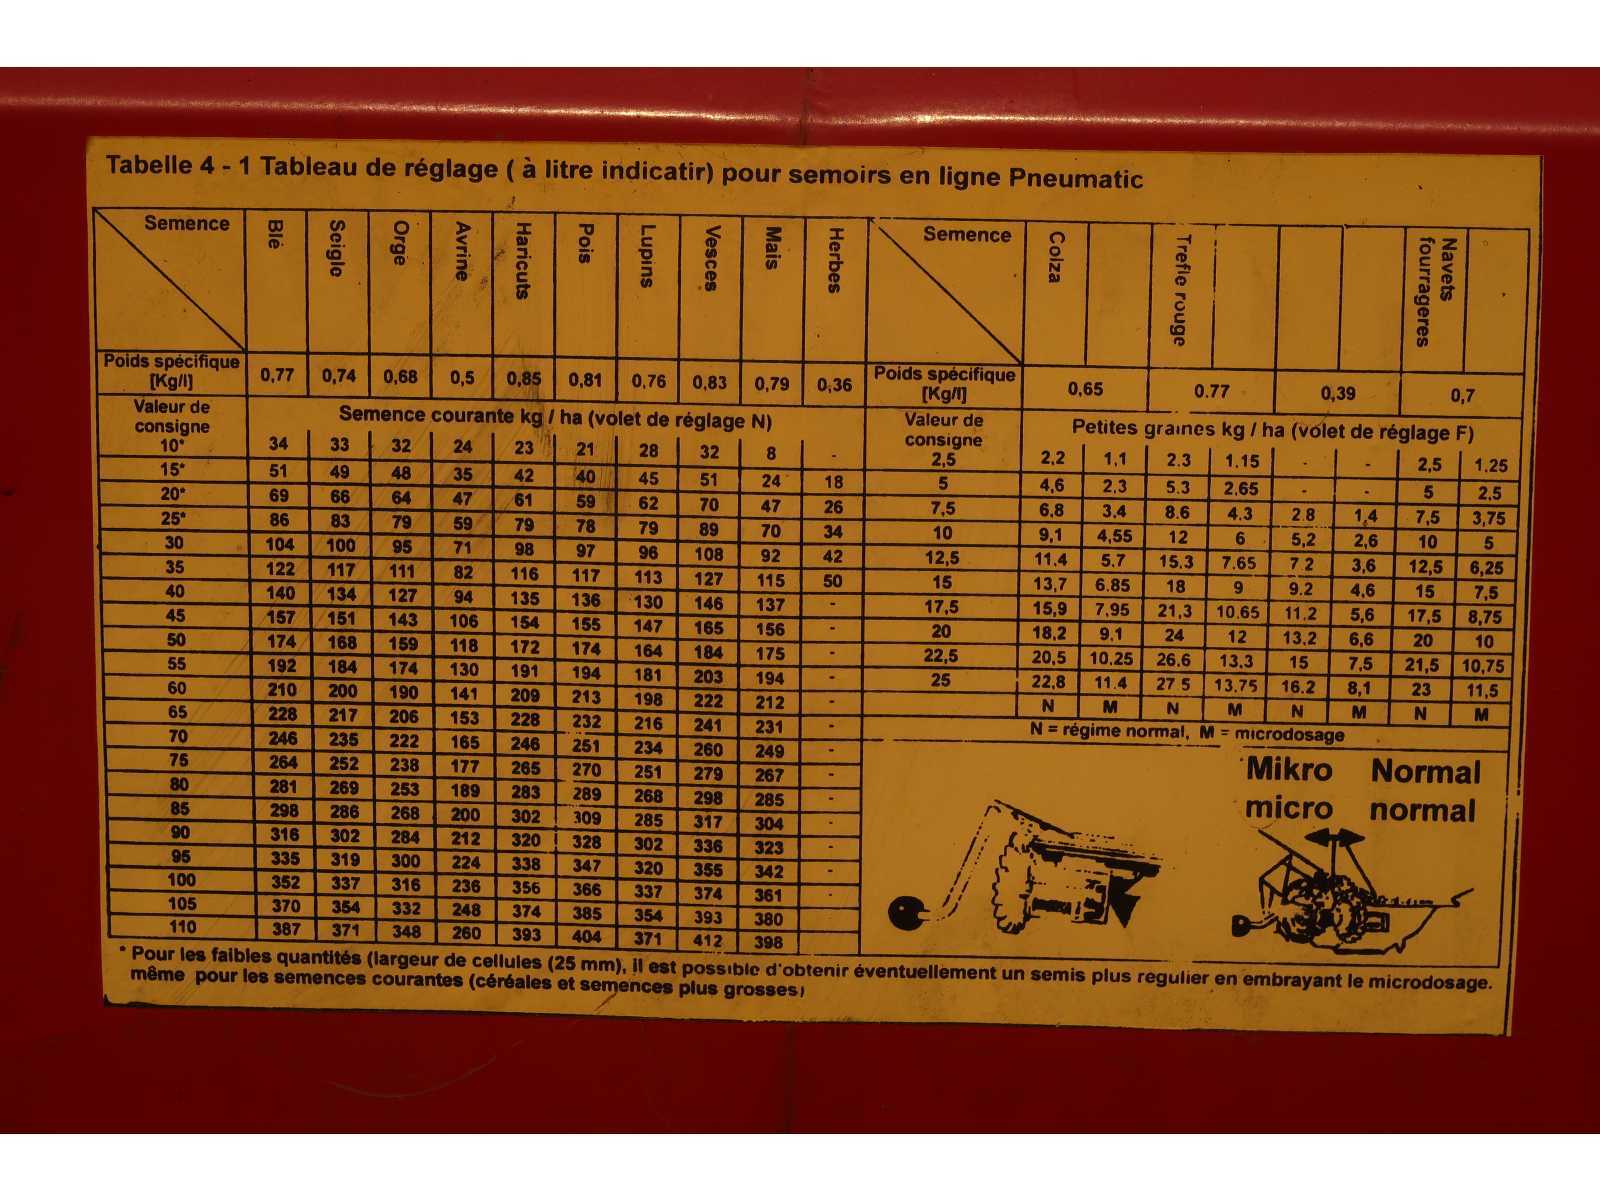 Tabelle 4 - 1 Tableau de réglage ( à litre indicatir) pour semoirs en ligne Pneumatic
Semence Blé Seigle Orge Avrine Haricuts Pois Lupins Vesces Mais Herbes
Poids spécifique [Kg/l] 0,77 0,74 0,68 0,5 0,85 0,81 0,76 0,83 0,79 0,36
Valeur de consigne Semence courante kg / ha (volet de réglage N)
10* 34 33 32 24 23 21 28 32 8 -
15* 51 49 48 35 42 40 45 51 24 18
20* 69 66 64 47 61 59 62 70 47 26
25* 86 83 79 59 79 78 79 89 70 34
30 104 100 95 71 98 97 96 108 92 42
35 122 117 111 82 116 117 113 127 115 50
40 140 134 127 94 135 136 130 146 137 -
45 157 151 143 106 154 155 147 165 156 -
50 174 168 159 118 172 174 164 184 175 -
55 192 184 174 130 191 194 181 203 194 -
60 210 200 190 141 209 213 198 222 212 -
65 228 217 206 153 228 232 216 241 231 -
70 246 235 222 165 246 251 234 260 249 -
75 264 252 238 177 265 270 251 279 267 -
80 281 269 253 189 283 289 268 298 285 -
85 298 286 268 200 302 309 285 317 304 -
90 316 302 284 212 320 328 302 336 323 -
95 335 319 300 224 338 347 320 355 342 -
100 352 337 316 236 356 366 337 374 361 -
105 370 354 332 248 374 385 354 393 380
110 387 371 348 260 393 404 371 412 398
Semence Colza Trefle rouge Navets fourrageres
Poids spécifique [Kg/l] 0,65 0.77 0,39 0,7
Valeur de consigne Petites graines kg / ha (volet de réglage F)
2,5 2,2 1,1 2.3 1.15 - - 2,5 1.25
5 4,6 2,3 5.3 2,65 - - 5 2,5
7,5 6,8 3,4 8.6 4.3 2.8 1,4 7,5 3,75
10 9,1 4,55 12 6 5,2 2,6 10 5
12,5 11.4 5.7 15.3 7.65 7 2 3,6 12,5 6,25
15 13,7 6.85 18 9 9.2 4,6 15 7,5
17,5 15,9 7,95 21,3 10.65 11.2 5,6 17,5 8,75
20 18,2 9,1 24 12 13,2 6,6 20 10
22,5 20,5 10,25 26.6 13,3 15 7,5 21,5 10,75
25 22,8 11.4 27 5 13,75 16.2 8,1 23 11,5
N M N M N M N M
N = régime normal, M = microdosage
Mikro Normal
micro normal
* Pour les faibles quantités (largeur de cellules (25 mm), il est possible d'obtenir éventuellement un semis plus regulier en embrayant le microdosage.
même pour les semences courantes (céréales et semences plus grosses)